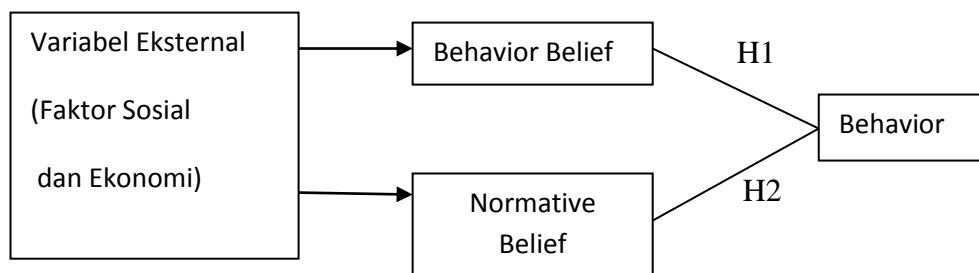 Variabel Eksternal
(Faktor Sosial
dan Ekonomi)
Behavior Belief
H1
Behavior
Normative
Belief
H2